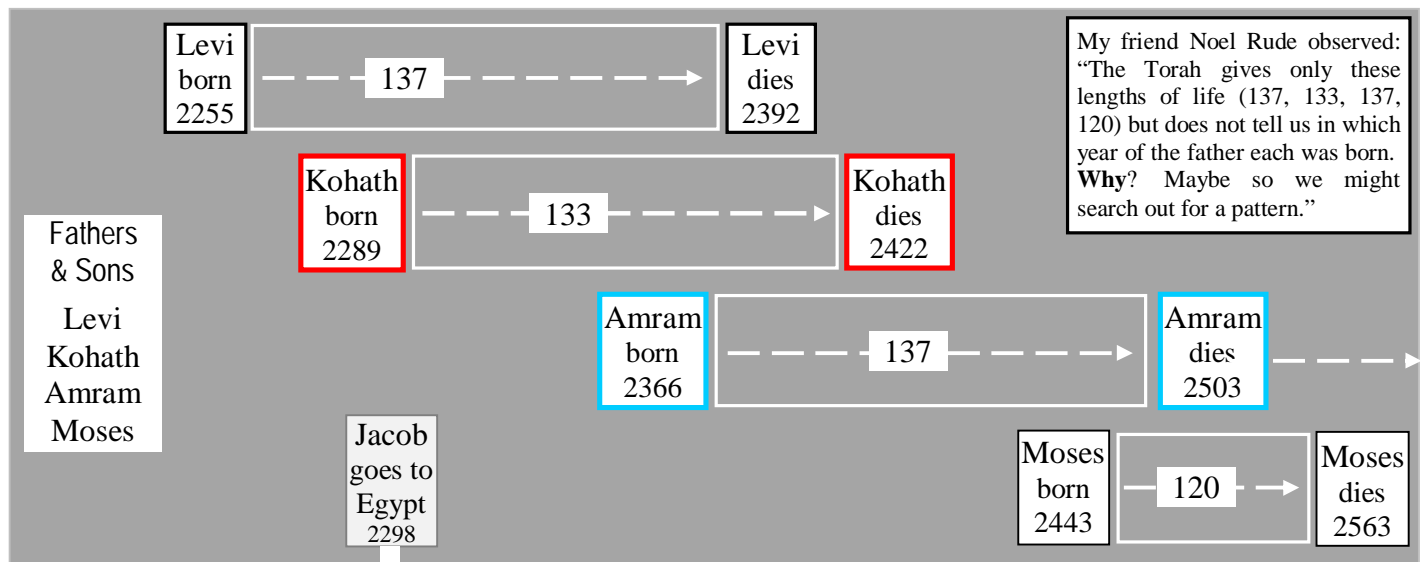 Levi
born
2255
137
Levi
dies
2392
My friend Noel Rude observed:
“The Torah gives only these
lengths of life (137, 133, 137,
120) but does not tell us in which
year of the father each was born.
Why? Maybe so we might
search out for a pattern.”
Kohath
born
2289
133
Kohath
dies
2422
Fathers
& Sons
Levi
Kohath
Amram
Moses
Amram
born
2366
137
Amram
dies
2503
Jacob
goes to
Egypt
2298
Moses
born
2443
120
Moses
dies
2563